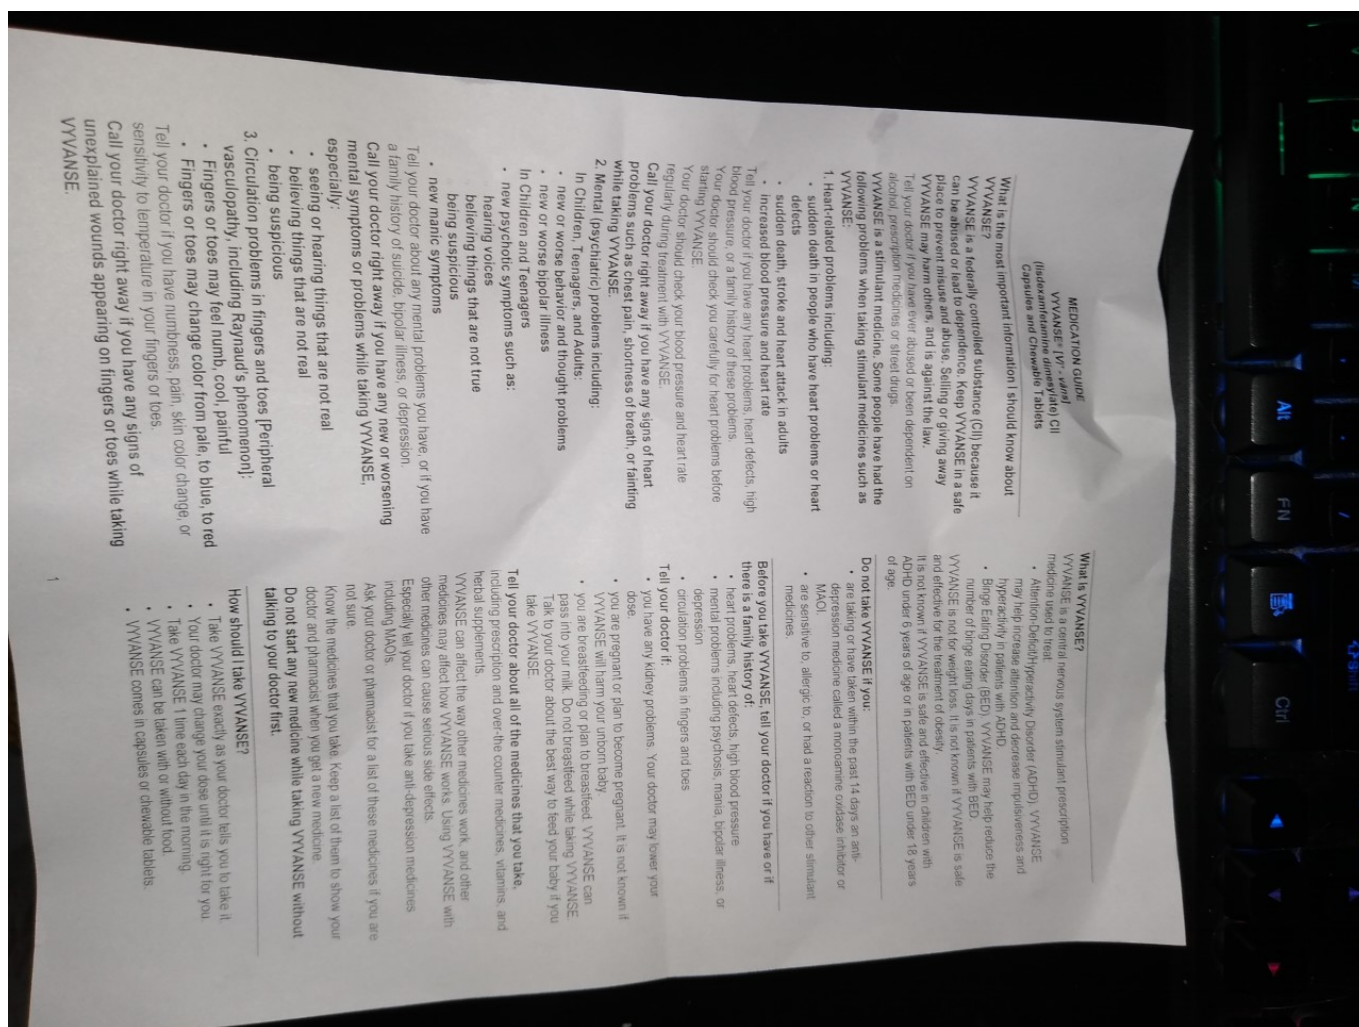 MEDICATION GUIDE
VYVANSE® [Vī' - văns]
(lisdexamfetamine dimesylate) CII
Capsules and Chewable Tablets
What is the most important information I should know about
VYVANSE?
VYVANSE is a federally controlled substance (CII) because it
can be abused or lead to dependence. Keep VYVANSE in a safe
place to prevent misuse and abuse. Selling or giving away
VYVANSE may harm others, and is against the law.
Tell your doctor if you have ever abused or been dependent on
alcohol, prescription medicines or street drugs.
VYVANSE is a stimulant medicine. Some people have had the
following problems when taking stimulant medicines such as
VYVANSE:
1. Heart-related problems including:
• sudden death in people who have heart problems or heart
defects
• sudden death, stroke and heart attack in adults
• increased blood pressure and heart rate
Tell your doctor if you have any heart problems, heart defects, high
blood pressure, or a family history of these problems.
Your doctor should check you carefully for heart problems before
starting VYVANSE
Your doctor should check your blood pressure and heart rate
regularly during treatment with VYVANSE.
Call your doctor right away if you have any signs of heart
problems such as chest pain, shortness of breath, or fainting
while taking VYVANSE.
2. Mental (psychiatric) problems including:
In Children, Teenagers, and Adults:
• new or worse behavior and thought problems
• new or worse bipolar illness
In Children and Teenagers
• new psychotic symptoms such as:
hearing voices
believing things that are not true
being suspicious
• new manic symptoms
Tell your doctor about any mental problems you have, or if you have
a family history of suicide, bipolar illness, or depression.
Call your doctor right away if you have any new or worsening
mental symptoms or problems while taking VYVANSE,
especially:
• seeing or hearing things that are not real
• believing things that are not real
• being suspicious
3. Circulation problems in fingers and toes [Peripheral
vasculopathy, including Raynaud's phenomenon]:
• Fingers or toes may feel numb, cool, painful
• Fingers or toes may change color from pale, to blue, to red
Tell your doctor if you have numbness, pain, skin color change, or
sensitivity to temperature in your fingers or toes.
Call your doctor right away if you have any signs of
unexplained wounds appearing on fingers or toes while taking
VYVANSE.
What is VYVANSE?
VYVANSE is a central nervous system stimulant prescription
medicine used to treat:
• Attention-Deficit/Hyperactivity Disorder (ADHD). VYVANSE
may help increase attention and decrease impulsiveness and
hyperactivity in patients with ADHD.
• Binge Eating Disorder (BED). VYVANSE may help reduce the
number of binge eating days in patients with BED.
VYVANSE is not for weight loss. It is not known if VYVANSE is safe
and effective for the treatment of obesity.
It is not known if VYVANSE is safe and effective in children with
ADHD under 6 years of age or in patients with BED under 18 years
of age.
Do not take VYVANSE if you:
• are taking or have taken within the past 14 days an anti-
depression medicine called a monoamine oxidase inhibitor or
MAOI.
• are sensitive to, allergic to, or had a reaction to other stimulant
medicines.
Before you take VYVANSE, tell your doctor if you have or if
there is a family history of:
• heart problems, heart defects, high blood pressure
• mental problems including psychosis, mania, bipolar illness, or
depression
• circulation problems in fingers and toes
Tell your doctor if:
• you have any kidney problems. Your doctor may lower your
dose.
• you are pregnant or plan to become pregnant. It is not known if
VYVANSE will harm your unborn baby.
• you are breastfeeding or plan to breastfeed. VYVANSE can
pass into your milk. Do not breastfeed while taking VYVANSE.
Talk to your doctor about the best way to feed your baby if you
take VYVANSE.
Tell your doctor about all of the medicines that you take,
including prescription and over-the counter medicines, vitamins, and
herbal supplements.
VYVANSE can affect the way other medicines work, and other
medicines may affect how VYVANSE works. Using VYVANSE with
other medicines can cause serious side effects.
Especially tell your doctor if you take anti-depression medicines
including MAOIs.
Ask your doctor or pharmacist for a list of these medicines if you are
not sure.
Know the medicines that you take. Keep a list of them to show your
doctor and pharmacist when you get a new medicine.
Do not start any new medicine while taking VYVANSE without
talking to your doctor first.
How should I take VYVANSE?
• Take VYVANSE exactly as your doctor tells you to take it.
• Your doctor may change your dose until it is right for you.
• Take VYVANSE 1 time each day in the morning.
• VYVANSE can be taken with or without food.
• VYVANSE comes in capsules or chewable tablets.
1
Alt
FN
Ctrl